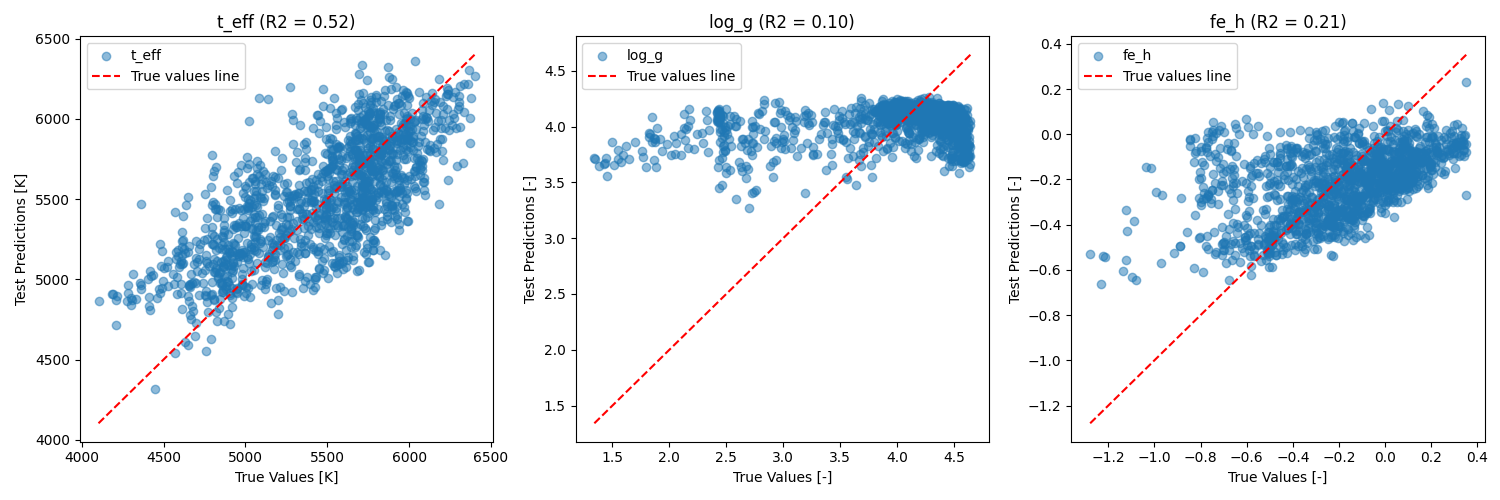 t_eff (R2 = 0.52)
t_eff
True values line
6500
6000
5500
5000
4500
4000
Test Predictions [K]
4000 4500 5000 5500 6000 6500
True Values [K]
log_g (R2 = 0.10)
log_g
True values line
4.5
4.0
3.5
3.0
2.5
2.0
1.5
Test Predictions [-]
1.5 2.0 2.5 3.0 3.5 4.0 4.5
True Values [-]
fe_h (R2 = 0.21)
fe_h
True values line
0.4
0.2
0.0
−0.2
−0.4
−0.6
−0.8
−1.0
−1.2
Test Predictions [-]
−1.2 −1.0 −0.8 −0.6 −0.4 −0.2 0.0 0.2 0.4
True Values [-]